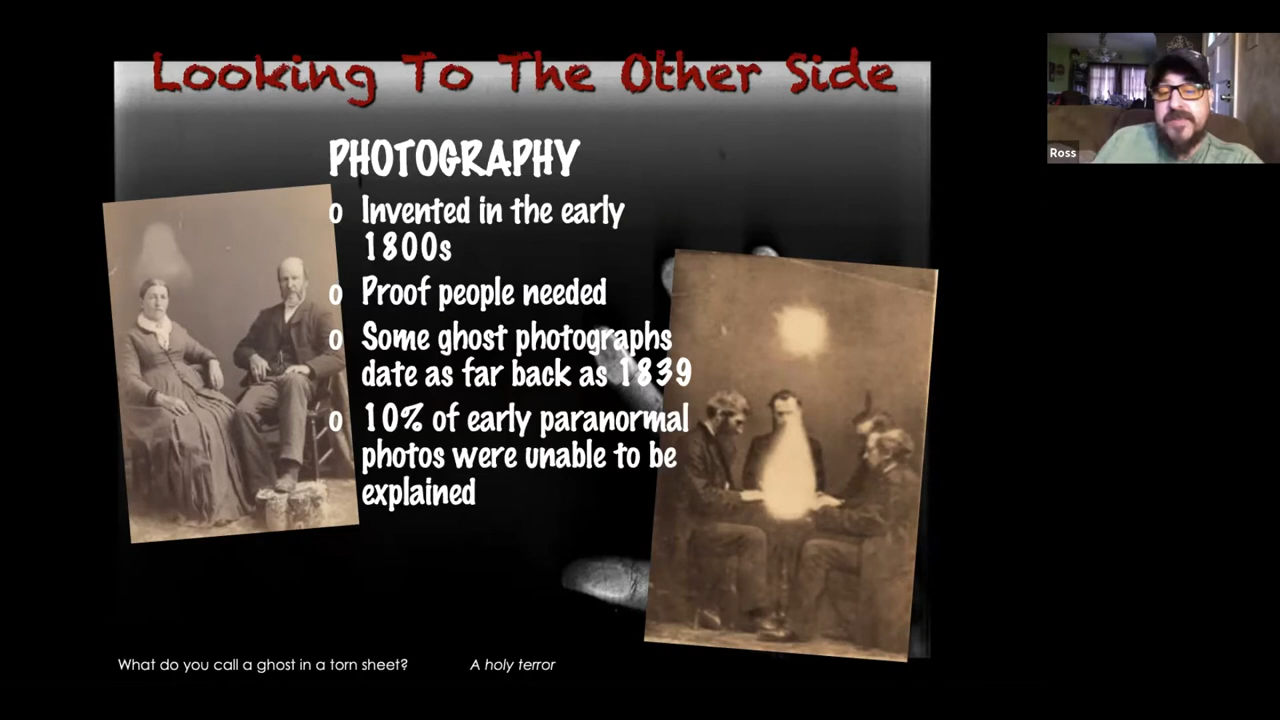 Looking To The Other Side
PHOTOGRAPHY
o Invented in the early
1800s
o Proof people needed
o Some ghost photographs
date as far back as 1839
o 10% of early paranormal
photos were unable to be
explained
What do you call a ghost in a torn sheet? A holy terror
Ross